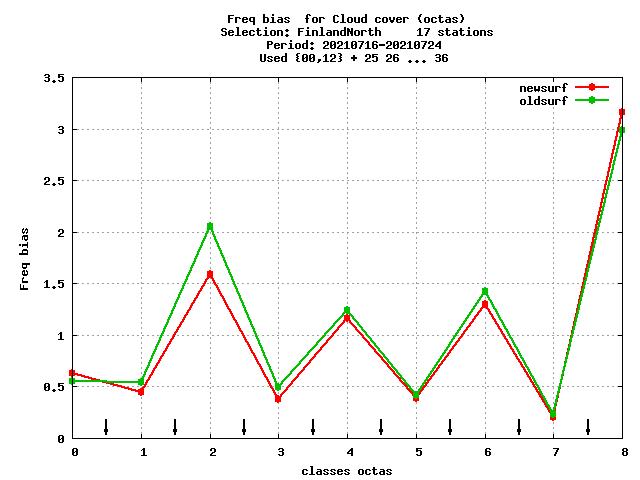 Freq bias  for Cloud cover (octas)
Selection: FinlandNorth     17 stations
Period: 20210716-20210724
Used {00,12} + 25 26 ... 36
newsurf
oldsurf
3.5
3
2.5
2
1.5
1
0.5
0
Freq bias
0 1 2 3 4 5 6 7 8
classes octas